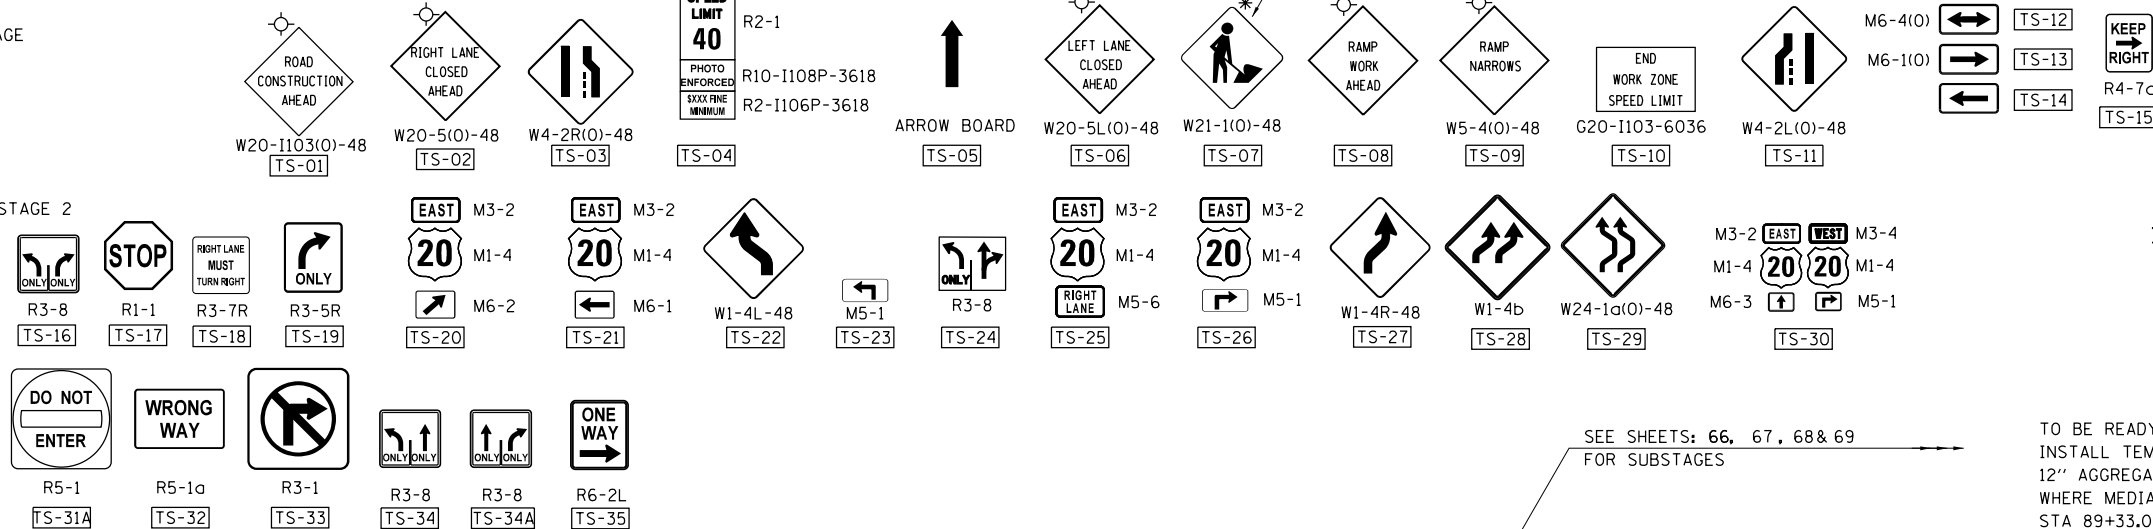 LIMIT
40
PHOTO
ENFORCED
$XXX FINE
MINIMUM
R2-1
R10-I108P-3618
R2-I106P-3618
TS-04
ROAD
CONSTRUCTION
AHEAD
W20-I103(O)-48
TS-01
RIGHT LANE
CLOSED
AHEAD
W20-5(O)-48
TS-02
W4-2R(O)-48
TS-03
ARROW BOARD
TS-05
LEFT LANE
CLOSED
AHEAD
W20-5L(O)-48
TS-06
W21-1(O)-48
TS-07
RAMP
WORK
AHEAD
TS-08
RAMP
NARROWS
W5-4(O)-48
TS-09
END
WORK ZONE
SPEED LIMIT
G20-I103-6036
TS-10
W4-2L(O)-48
TS-11
M6-4(O) TS-12
M6-1(O) TS-13
TS-14
KEEP
RIGHT
TS-15
STAGE 2
ONLY ONLY
R3-8
TS-16
STOP
R1-1
TS-17
RIGHT LANE
MUST
TURN RIGHT
R3-7R
TS-18
ONLY
R3-5R
TS-19
EAST M3-2
20 M1-4
M6-2
TS-20
EAST M3-2
20 M1-4
M6-1
TS-21
W1-4L-48
TS-22
M5-1
TS-23
ONLY
R3-8
TS-24
EAST M3-2
20 M1-4
RIGHT
LANE
M5-6
TS-25
EAST M3-2
20 M1-4
M5-1
TS-26
W1-4R-48
TS-27
W1-4b
TS-28
W24-1a(O)-48
TS-29
M3-2 EAST WEST M3-4
M1-4 20 20 M1-4
M6-3 M5-1
TS-30
DO NOT
ENTER
R5-1
TS-31A
WRONG
WAY
R5-1a
TS-32
R3-1
TS-33
ONLY ONLY
R3-8
TS-34
ONLY ONLY
R3-8
TS-34A
ONE
WAY
R6-2L
TS-35
SEE SHEETS: 66, 67, 68 & 69
FOR SUBSTAGES
TO BE READY
INSTALL TEM
12" AGGREGA
WHERE MEDIA
STA 89+33.0